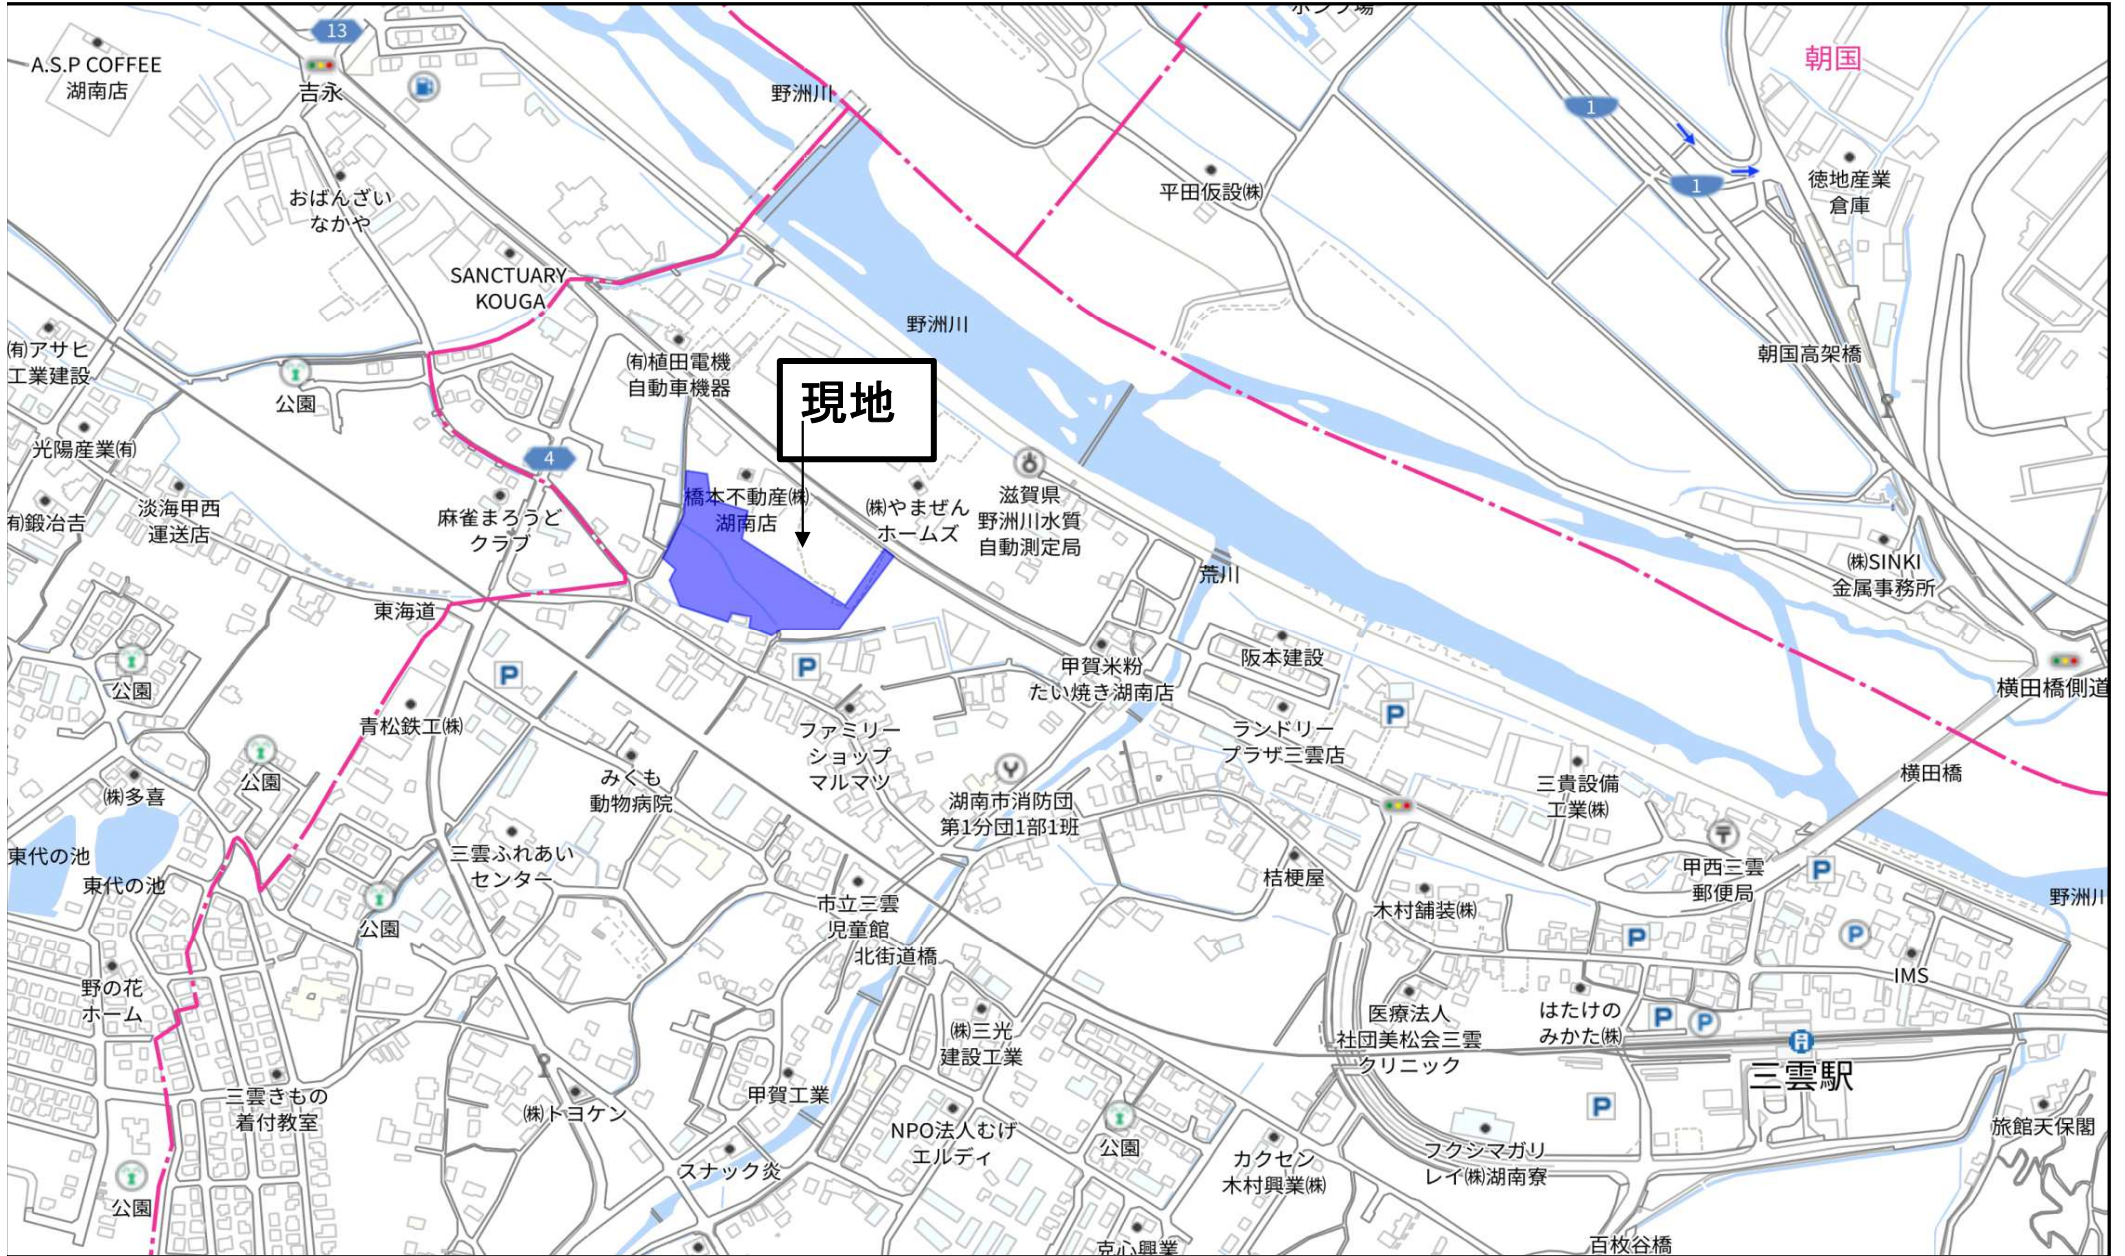 ポンプ場
13
A.S.P COFFEE
湖南店
吉永
野洲川
朝国
1
1
平田仮設㈱
徳地産業
倉庫
おばんざい
なかや
SANCTUARY
KOUGA
野洲川
朝国高架橋
㈲アサヒ
工業建設
公園
㈲植田電機
自動車機器
現地
光陽産業㈲
4
淡海甲西
運送店
㈲鍛冶吉
麻雀まろうど
クラブ
橋本不動産㈱
湖南店
㈱やまぜん
ホームズ
滋賀県
野洲川水質
自動測定局
荒川
㈱SINKI
金属事務所
東海道
公園
P
P
甲賀米粉
たい焼き湖南店
阪本建設
横田橋側道
青松鉄工㈱
ファミリー
ショップ
マルマツ
ランドリー
プラザ三雲店
P
公園
㈱多喜
みくも
動物病院
湖南市消防団
第1分団1部1班
三貴設備
工業㈱
横田橋
東代の池
東代の池
三雲ふれあい
センター
桔梗屋
甲西三雲
郵便局
P
野洲川
公園
市立三雲
児童館
北街道橋
木村舗装㈱
P
P
IMS
野の花
ホーム
㈱三光
建設工業
医療法人
社団美松会三雲
クリニック
はたけの
みかた㈱
P
P
三雲駅
三雲きもの
着付教室
㈱トヨケン
甲賀工業
NPO法人むげ
エルディ
公園
P
フクシマガリ
レイ㈱湖南寮
旅館天保閣
公園
スナック炎
カクセン
木村興業㈱
克心興業
百枚谷橋